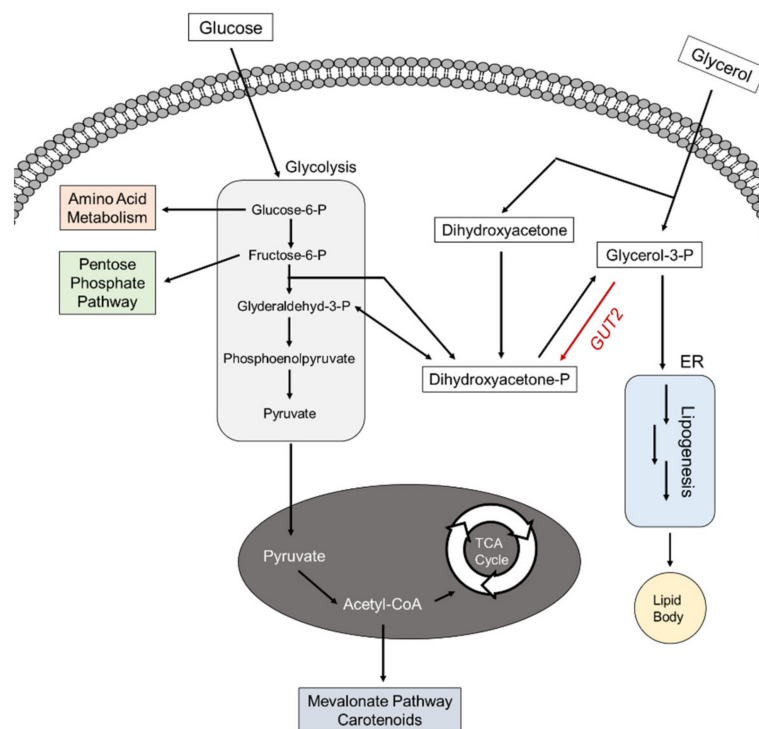 Glucose
Glycerol
Glycolysis
Amino Acid
Metabolism
Glucose-6-P
Dihydroxyacetone
Pentose
Phosphate
Pathway
Fructose-6-P
Glycerol-3-P
Glyderaldehyd-3-P
GUT2
Phosphoenolpyruvate
Dihydroxyacetone-P
ER
Pyruvate
Lipogenesis
Pyruvate
TCA
Cycle
Acetyl-CoA
Lipid
Body
Mevalonate Pathway
Carotenoids